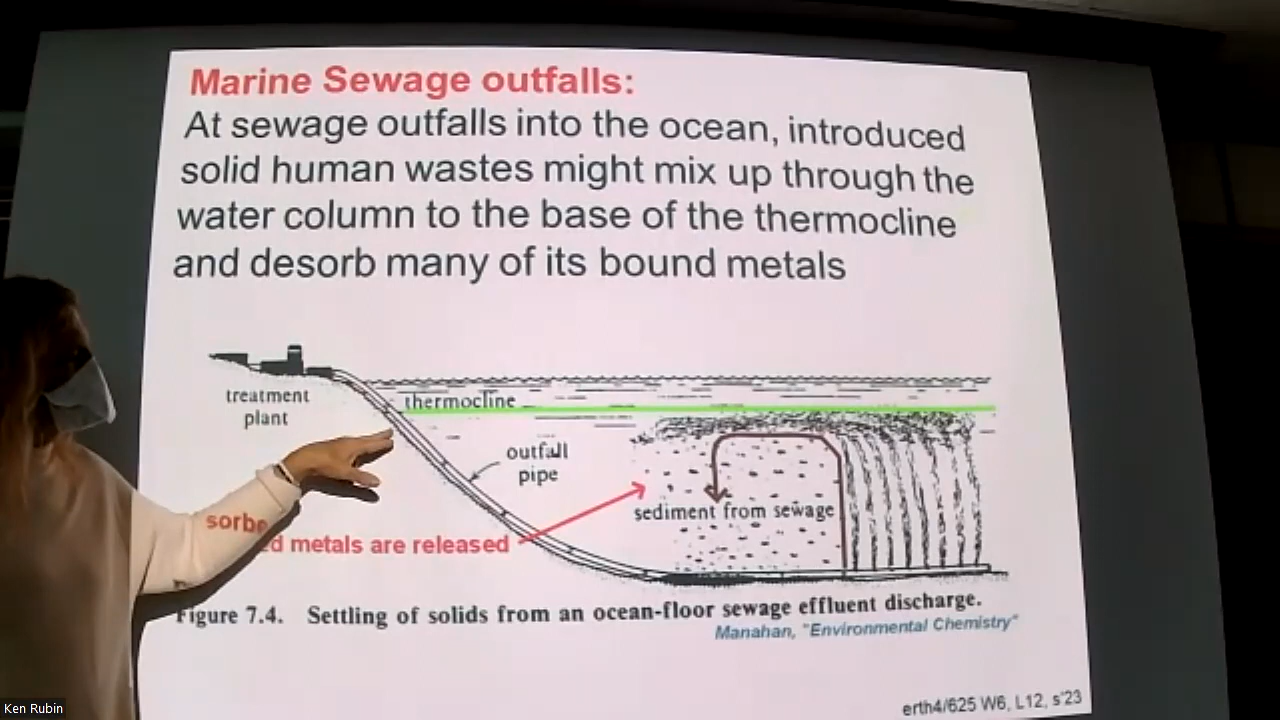 Marine Sewage outfalls:
At sewage outfalls into the ocean, introduced
solid human wastes might mix up through the
water column to the base of the thermocline
and desorb many of its bound metals
treatment
plant
thermocline
outfall
pipe
sediment from sewage
sorbed metals are released
Figure 7.4. Settling of solids from an ocean-floor sewage effluent discharge.
Manahan, "Environmental Chemistry"
erth4/625 W6, L12, s'23
Ken Rubin